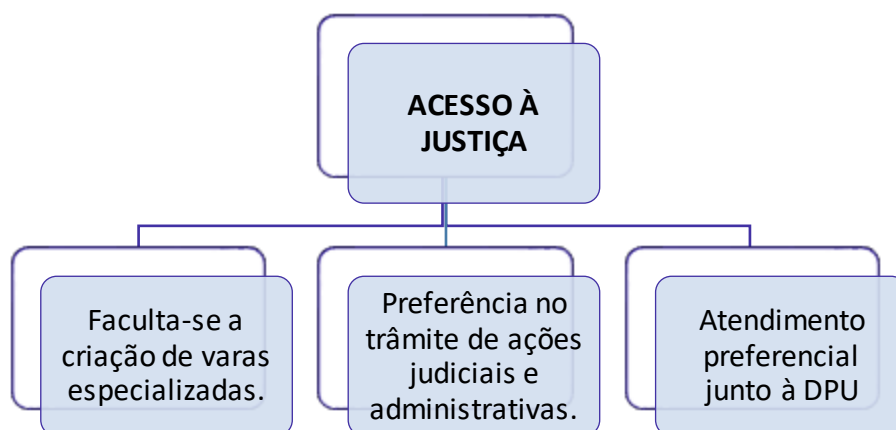 ACESSO À
JUSTIÇA
Faculta-se a
criação de varas
especializadas.
Preferência no
trâmite de ações
judiciais e
administrativas.
Atendimento
preferencial
junto à DPU